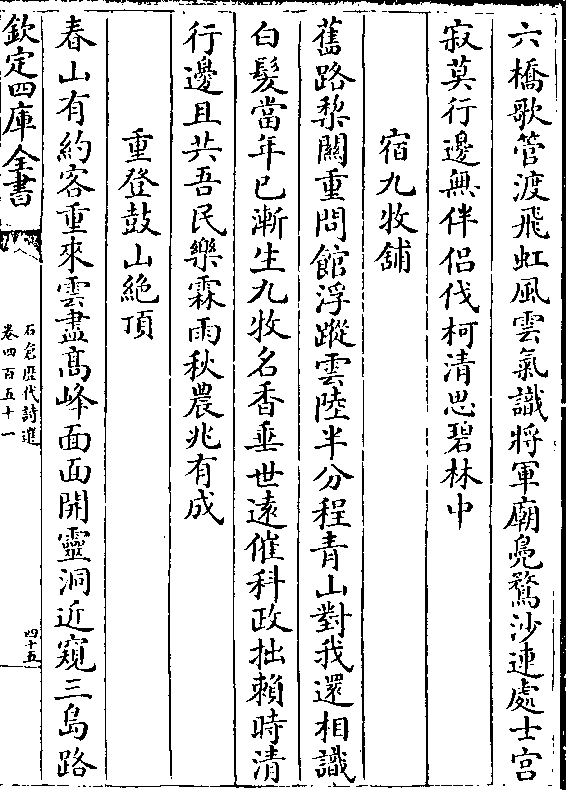 六橋歌管渡飛虹風雲氣識將軍廟鳧鶩沙連處士宫
寂莫行邊無伴侣伐柯清思碧林中
宿九牧舖
舊路黎關重問館浮蹤雲陸半分程青山對我還相識
白髮當年已漸生九牧名香垂世逺催科政拙賴時清
行邊且共吾民樂霖雨秋農兆有成
重登鼓山絶頂
春山有約客重來雲盡髙峰面面開靈洞近窺三島路
欽定四庫全書
石倉歴代詩選
卷四百五十一
四十五